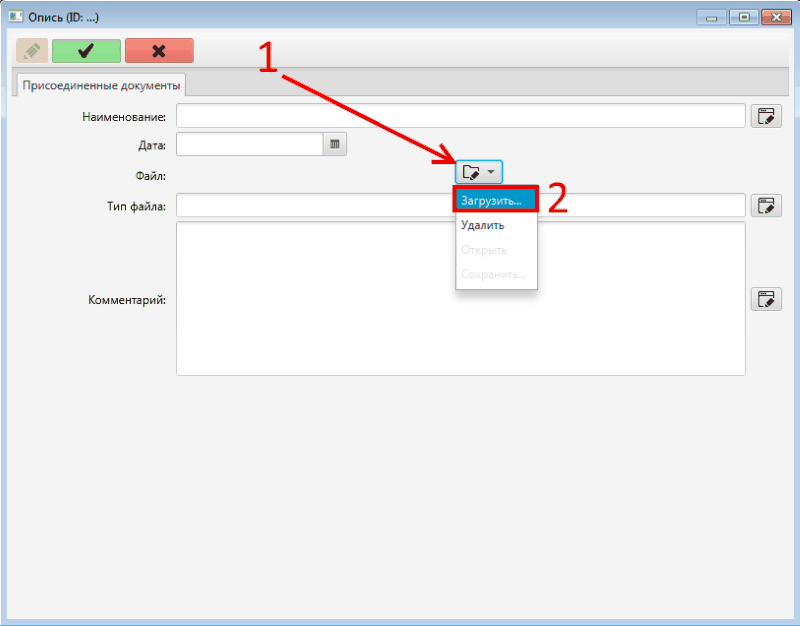 Опись (ID: ...)
1
Присоединенные документы
Наименование:
Дата:
Файл:
Тип файла:
Загрузить...
2
Удалить
Открыть
Сохранить...
Комментарий: